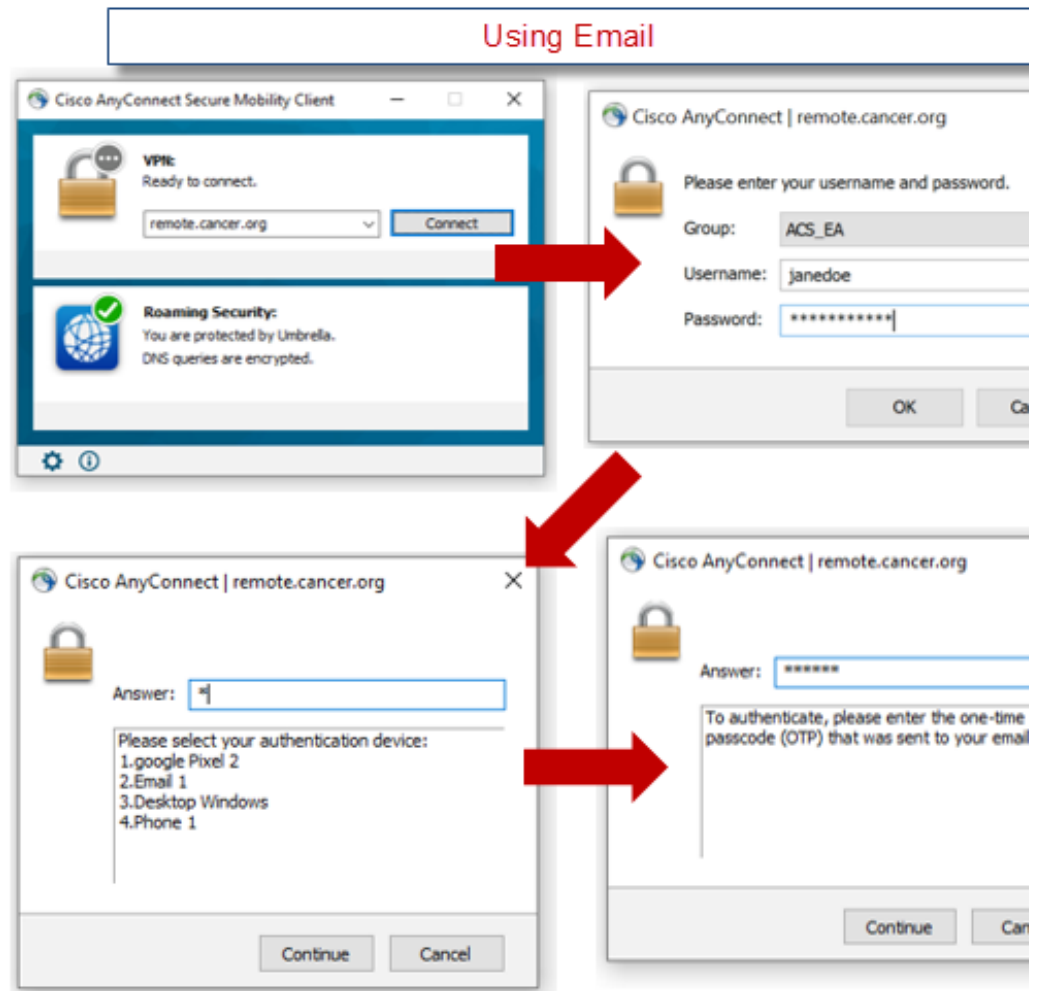 Using Email
Cisco AnyConnect Secure Mobility Client
VPN:
Ready to connect.
remote.cancer.org
Connect
Roaming Security:
You are protected by Umbrella.
DNS queries are encrypted.
Cisco AnyConnect | remote.cancer.org
Please enter your username and password.
Group: ACS_EA
Username: janedoe
Password: ***********
OK
Ca
Cisco AnyConnect | remote.cancer.org
Answer: *
Please select your authentication device:
1.google Pixel 2
2.Email 1
3.Desktop Windows
4.Phone 1
Continue Cancel
Cisco AnyConnect | remote.cancer.org
Answer: ******
To authenticate, please enter the one-time
passcode (OTP) that was sent to your email
Continue Can